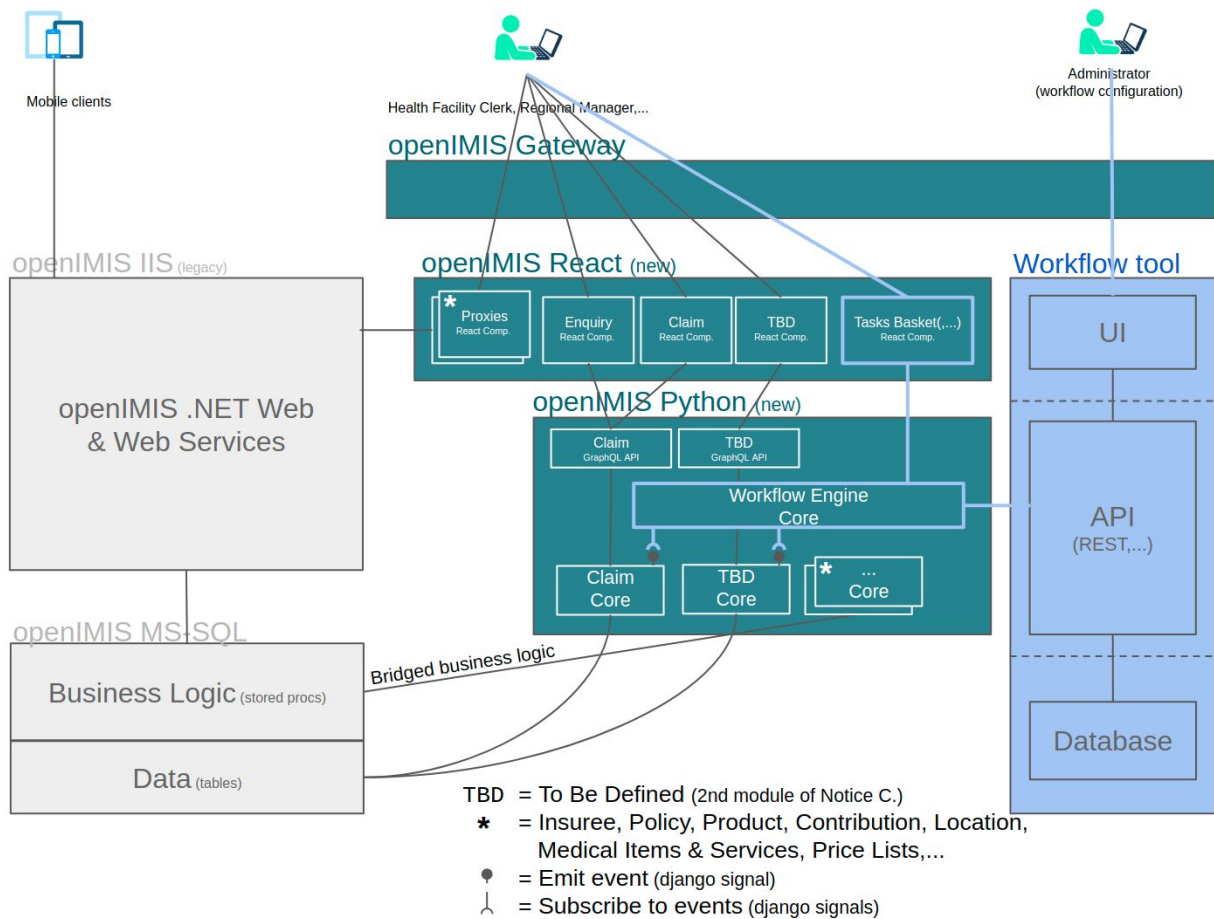 Mobile clients
Health Facility Clerk, Regional Manager,...
Administrator
(workflow configuration)
openIMIS Gateway
openIMIS IIS (legacy)
openIMIS .NET Web
& Web Services
openIMIS React (new)
*
Proxies
React Comp.
Enquiry
React Comp.
Claim
React Comp.
TBD
React Comp.
Tasks Basket(,...)
React Comp.
openIMIS Python (new)
Claim
GraphQL API
TBD
GraphQL API
Workflow Engine
Core
Claim
Core
TBD
Core
*
...
Core
Workflow tool
UI
API
(REST,...)
Database
openIMIS MS-SQL
Business Logic (stored procs)
Data (tables)
Bridged business logic
TBD = To Be Defined (2nd module of Notice C.)
* = Insuree, Policy, Product, Contribution, Location,
Medical Items & Services, Price Lists,...
= Emit event (django signal)
= Subscribe to events (django signals)